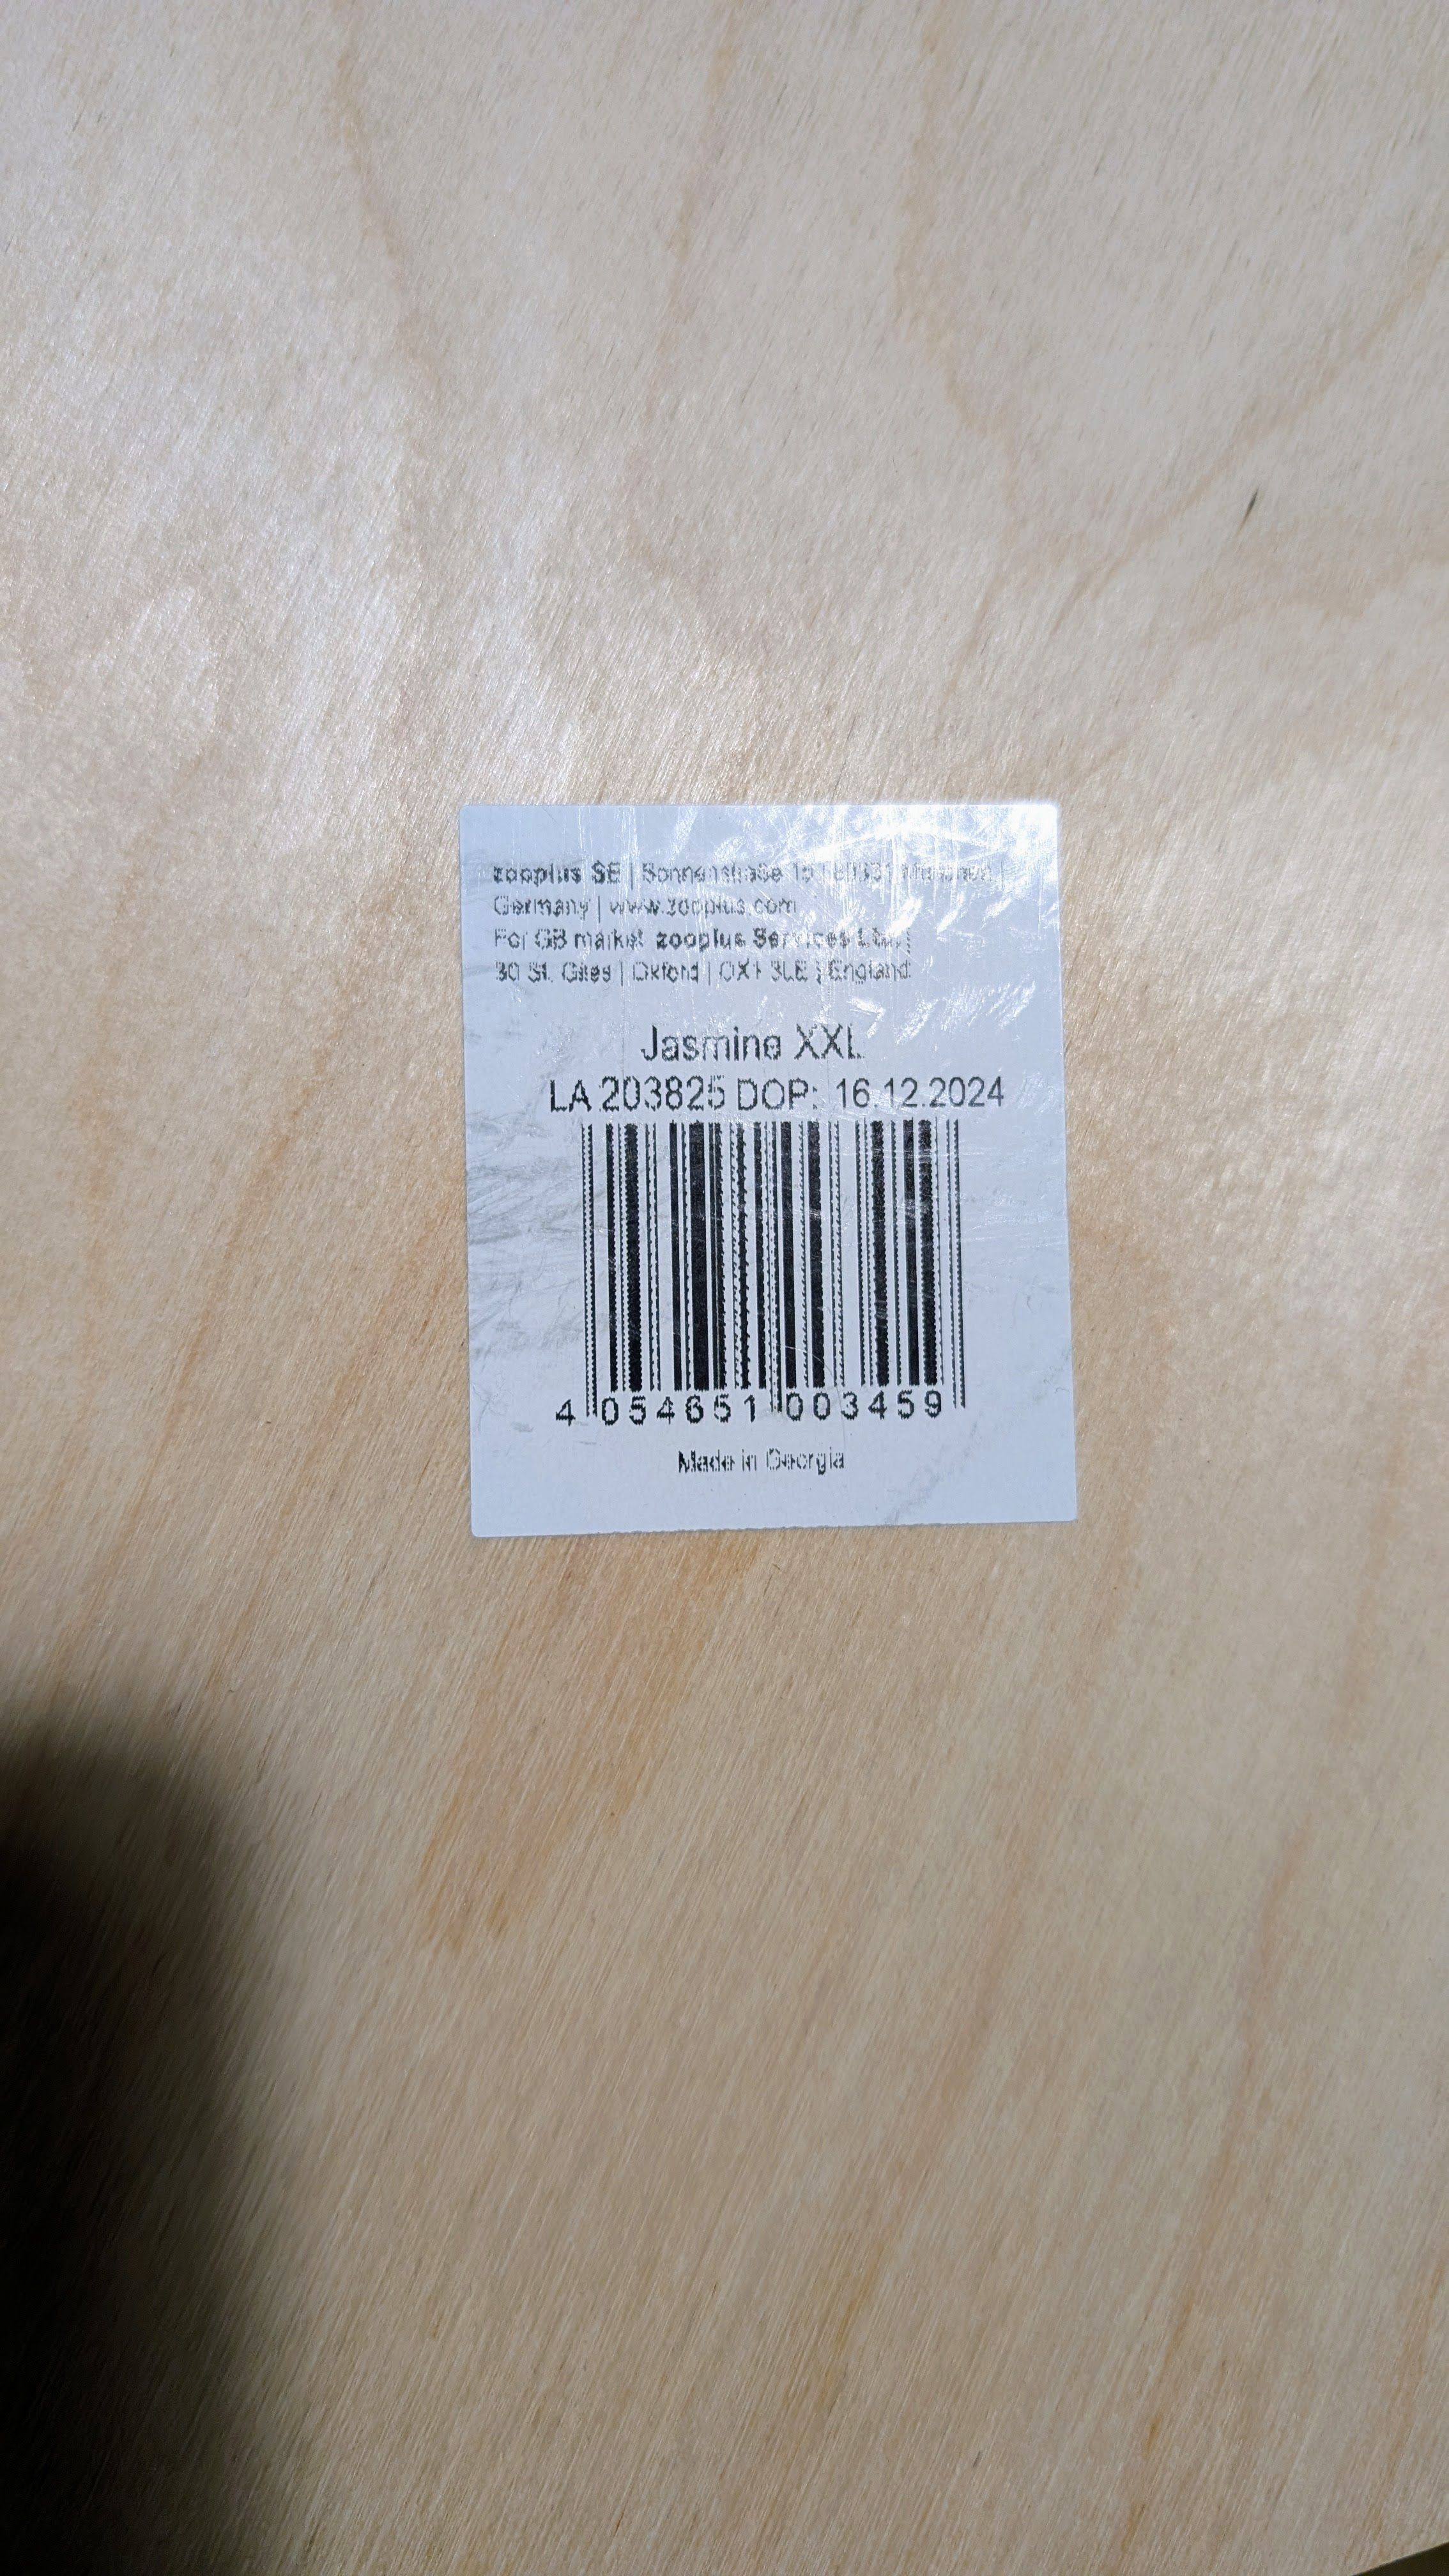 zooplus SE | Sonnenstraße 15 | 80331 München |
Germany | www.zooplus.com
For GB market zooplus Services Ltd. |
30 St. Giles | Oxford | OX1 3LE | England
Jasmine XXL
LA 203825 DOP: 16.12.2024
4 054651 003459
Made in Georgia